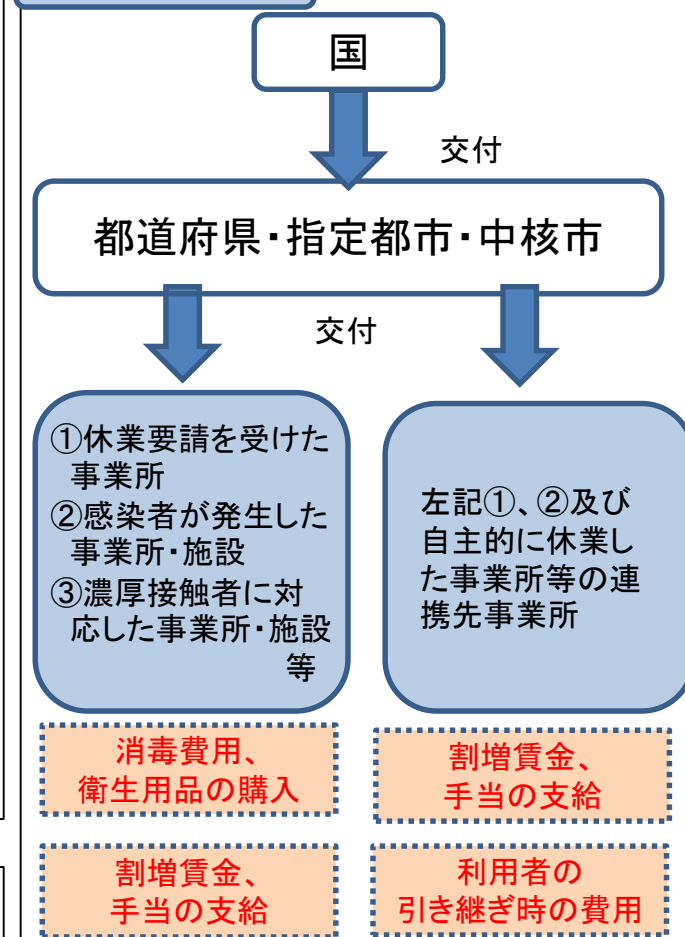 国
交付
都道府県・指定都市・中核市
交付
①休業要請を受けた
事業所
②感染者が発生した
事業所・施設
③濃厚接触者に対
応した事業所・施設
等
左記①、②及び
自主的に休業し
た事業所等の連
携先事業所
消毒費用、
衛生用品の購入
割増賃金、
手当の支給
割増賃金、
手当の支給
利用者の
引き継ぎ時の費用